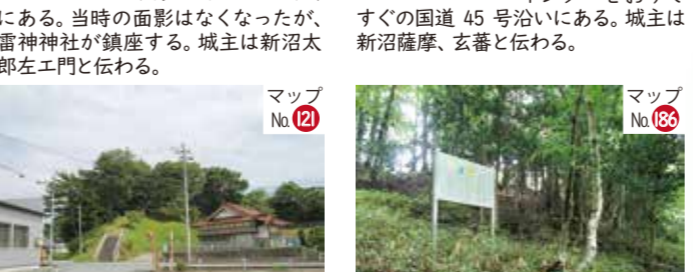 にある。当時の面影はなくなったが、
雷神神社が鎮座する。城主は新沼太
郎左エ門と伝わる。
マップ
No. 121
すぐの国道 45 号沿いにある。城主は
新沼薩摩、玄蕃と伝わる。
マップ
No. 186